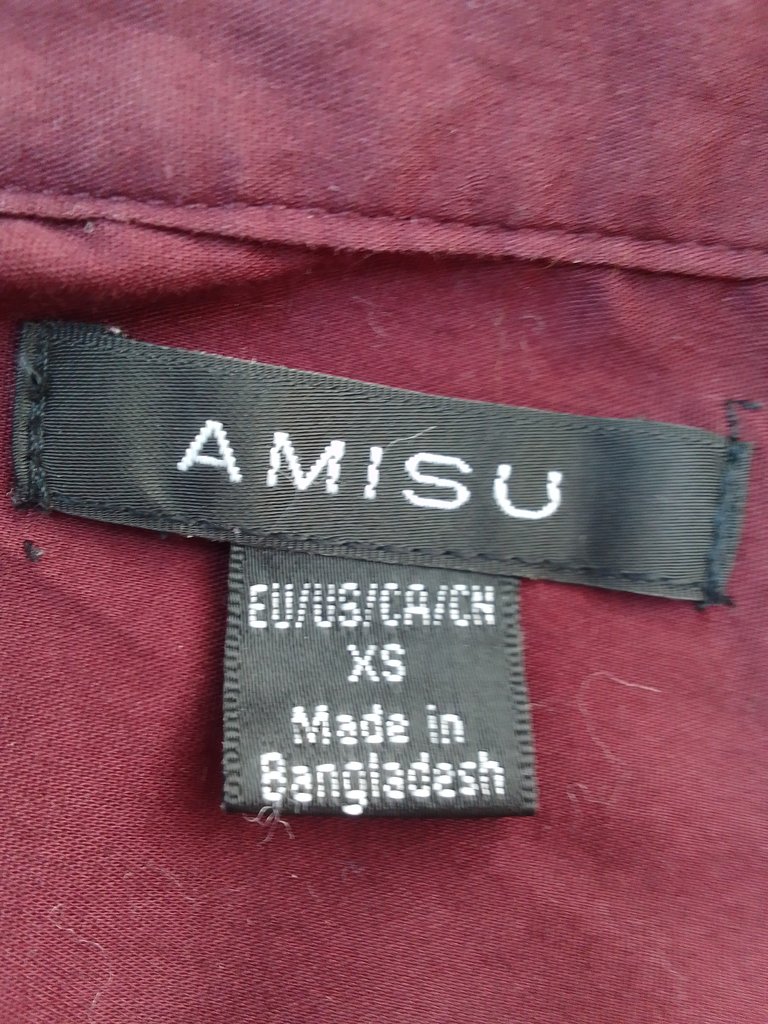 AMISU
EU/US/CA/CN
XS
Made in
Bangladesh